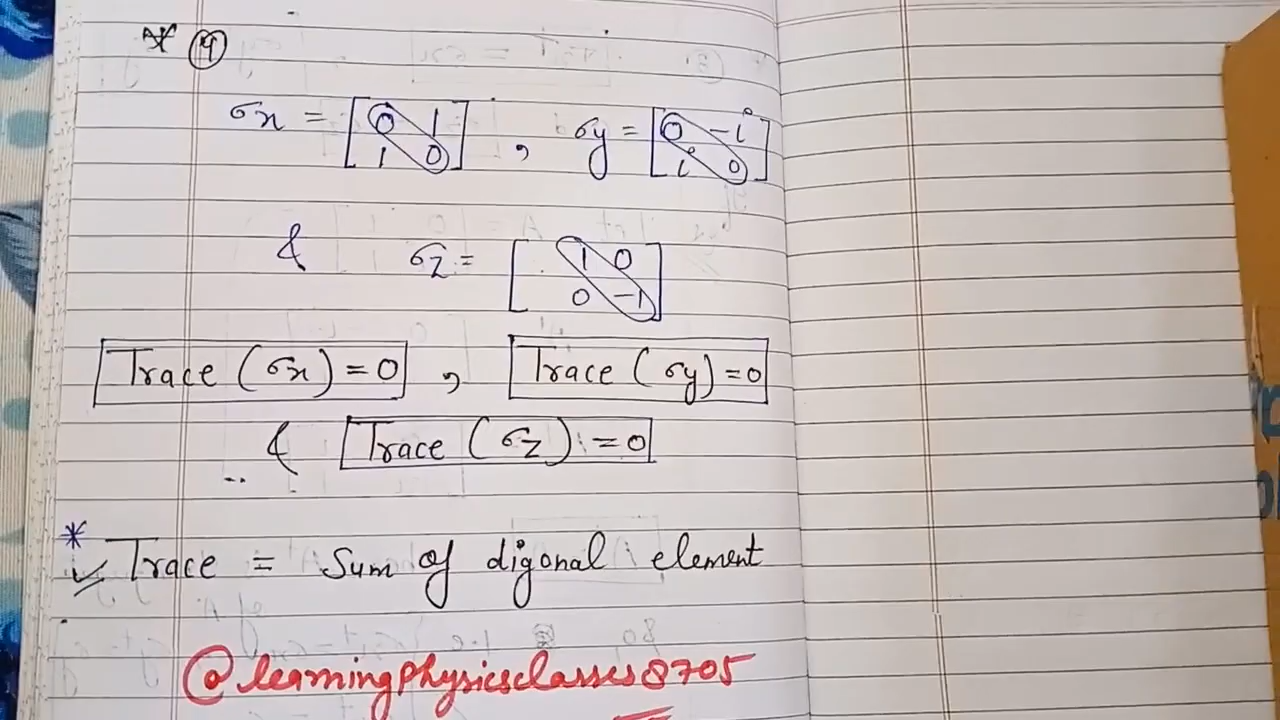 (9)
σx = [0 1
1 0] , σy = [0 -i
i 0]
& σz = [1 0
0 -1]
Trace (σx) = 0 , Trace (σy) = 0
& Trace (σz) = 0
* Trace = Sum of digonal element
@learningphysicsclasses8705